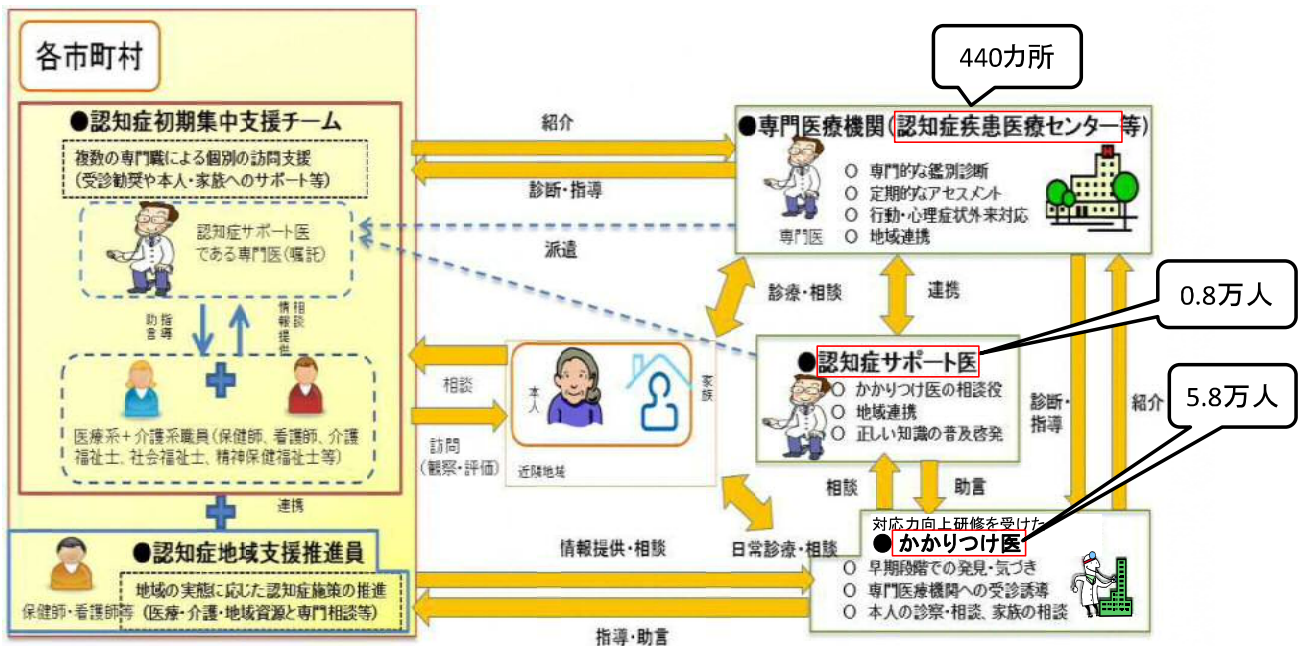 各市町村
●認知症初期集中支援チーム
複数の専門職による個別の訪問支援
(受診勧奨や本人・家族へのサポート等)
認知症サポート医
である専門医(嘱託)
指導
助言
相談
情報提供
医療系+介護系職員(保健師、看護師、介護
福祉士、社会福祉士、精神保健福祉士等)
連携
●認知症地域支援推進員
地域の実態に応じた認知症施策の推進
(医療・介護・地域資源と専門相談等)
保健師・看護師等
紹介
診断・指導
派遣
相談
訪問
(観察・評価)
本人
家族
近隣地域
診療・相談
連携
440カ所
●専門医療機関(認知症疾患医療センター等)
専門医
○ 専門的な鑑別診断
○ 定期的なアセスメント
○ 行動・心理症状外来対応
○ 地域連携
0.8万人
●認知症サポート医
○ かかりつけ医の相談役
○ 地域連携
○ 正しい知識の普及啓発
診断・
指導
紹介
5.8万人
相談
助言
情報提供・相談
日常診療・相談
指導・助言
対応力向上研修を受けた
● かかりつけ医
○ 早期段階での発見・気づき
○ 専門医療機関への受診誘導
○ 本人の診察・相談、家族の相談